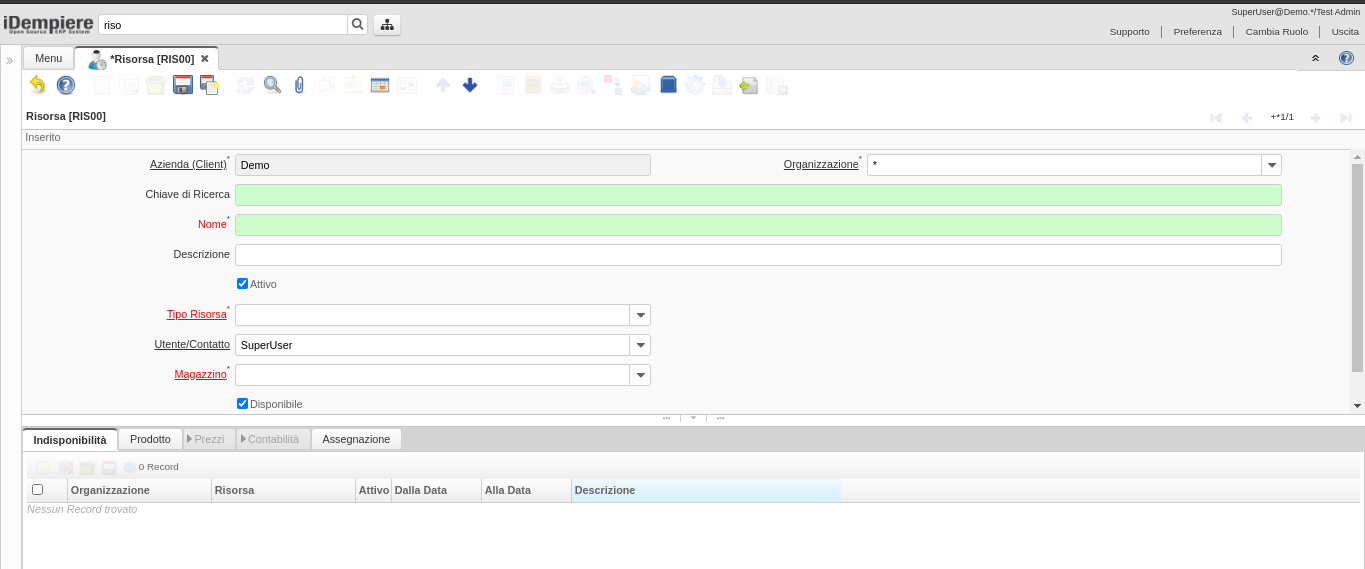 SuperUser@Demo.*/Test Admin
iDempiere
Open Source ERP System
riso
Supporto
Preferenza
Cambia Ruolo
Uscita
Menu
*Risorsa [RIS00]
Risorsa [RIS00]
+*1/1
Inserito
Azienda (Client)*
Demo
Organizzazione*
*
Chiave di Ricerca
Nome*
Descrizione
Attivo
Tipo Risorsa*
Utente/Contatto
SuperUser
Magazzino*
Disponibile
Indisponibilità
Prodotto
Prezzi
Contabilità
Assegnazione
0 Record
Organizzazione
Risorsa
Attivo
Dalla Data
Alla Data
Descrizione
Nessun Record trovato